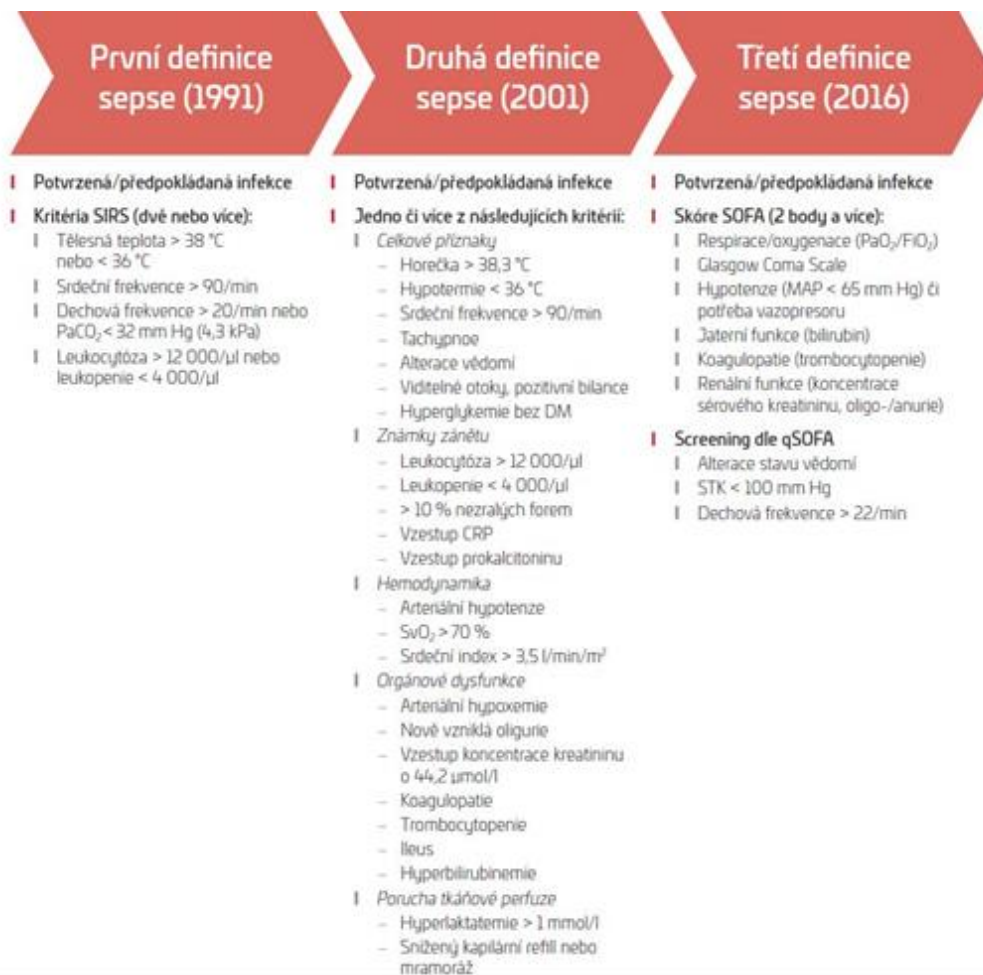 První definice
sepse (1991)
Druhá definice
sepse (2001)
Třetí definice
sepse (2016)
Potvrzená/předpokládaná infekce
Kritéria SIRS (dvé nebo více):
Tělesná teplota > 38 °C
nebo < 36 °C
Srdeční frekvence > 90/min
Dechová frekvence > 20/min nebo
PaCO₂ < 32 mm Hg (4,3 kPa)
Leukocytóza > 12 000/µl nebo
leukopenie < 4 000/µl
Potvrzená/předpokládaná infekce
Jedno či více z následujících kritérií:
Celkové příznaky
– Horečka > 38,3 °C
– Hypotermie < 36 °C
– Srdeční frekvence > 90/min
– Tachypnoe
– Alterace vědomí
– Viditelné otoky, pozitivní bilance
– Hyperglykemie bez DM
Známky zánětu
– Leukocytóza > 12 000/µl
– Leukopenie < 4 000/µl
– > 10 % nezralých forem
– Vzestup CRP
– Vzestup prokalcitoninu
Hemodynamika
– Arteriální hypotenze
– SvO₂ > 70 %
– Srdeční index > 3,5 l/min/m²
Orgánové dysfunkce
– Arteriální hypoxemie
– Nově vzniklá oligurie
– Vzestup koncentrace kreatininu
o 44,2 µmol/l
– Koagulopatie
– Trombocytopenie
– Ileus
– Hyperbilirubinemie
Porucha tkáňové perfuze
– Hyperlaktatemie > 1 mmol/l
– Snížený kapilární refill nebo
mramoráž
Potvrzená/předpokládaná infekce
Skóre SOFA (2 body a více):
Respirace/oxygenace (PaO₂/FiO₂)
Glasgow Coma Scale
Hypotenze (MAP < 65 mm Hg) či
potřeba vazopresoru
Jaterní funkce (bilirubin)
Koagulopatie (trombocytopenie)
Renální funkce (koncentrace
sérového kreatininu, oligo-/anurie)
Screening dle qSOFA
Alterace stavu vědomí
STK < 100 mm Hg
Dechová frekvence > 22/min